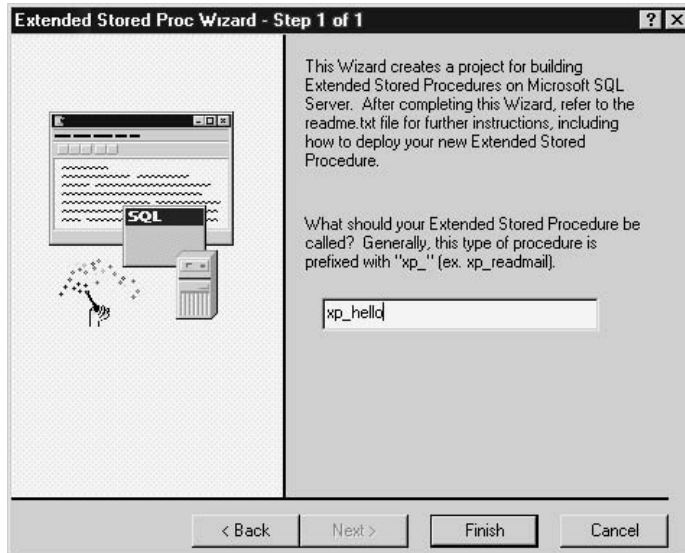 Extended Stored Proc Wizard - Step 1 of 1
This Wizard creates a project for building
Extended Stored Procedures on Microsoft SQL
Server. After completing this Wizard, refer to the
readme.txt file for further instructions, including
how to deploy your new Extended Stored
Procedure.
SQL
What should your Extended Stored Procedure be
called? Generally, this type of procedure is
prefixed with "xp_" (ex. xp_readmail).
xp_hello
< Back
Next >
Finish
Cancel